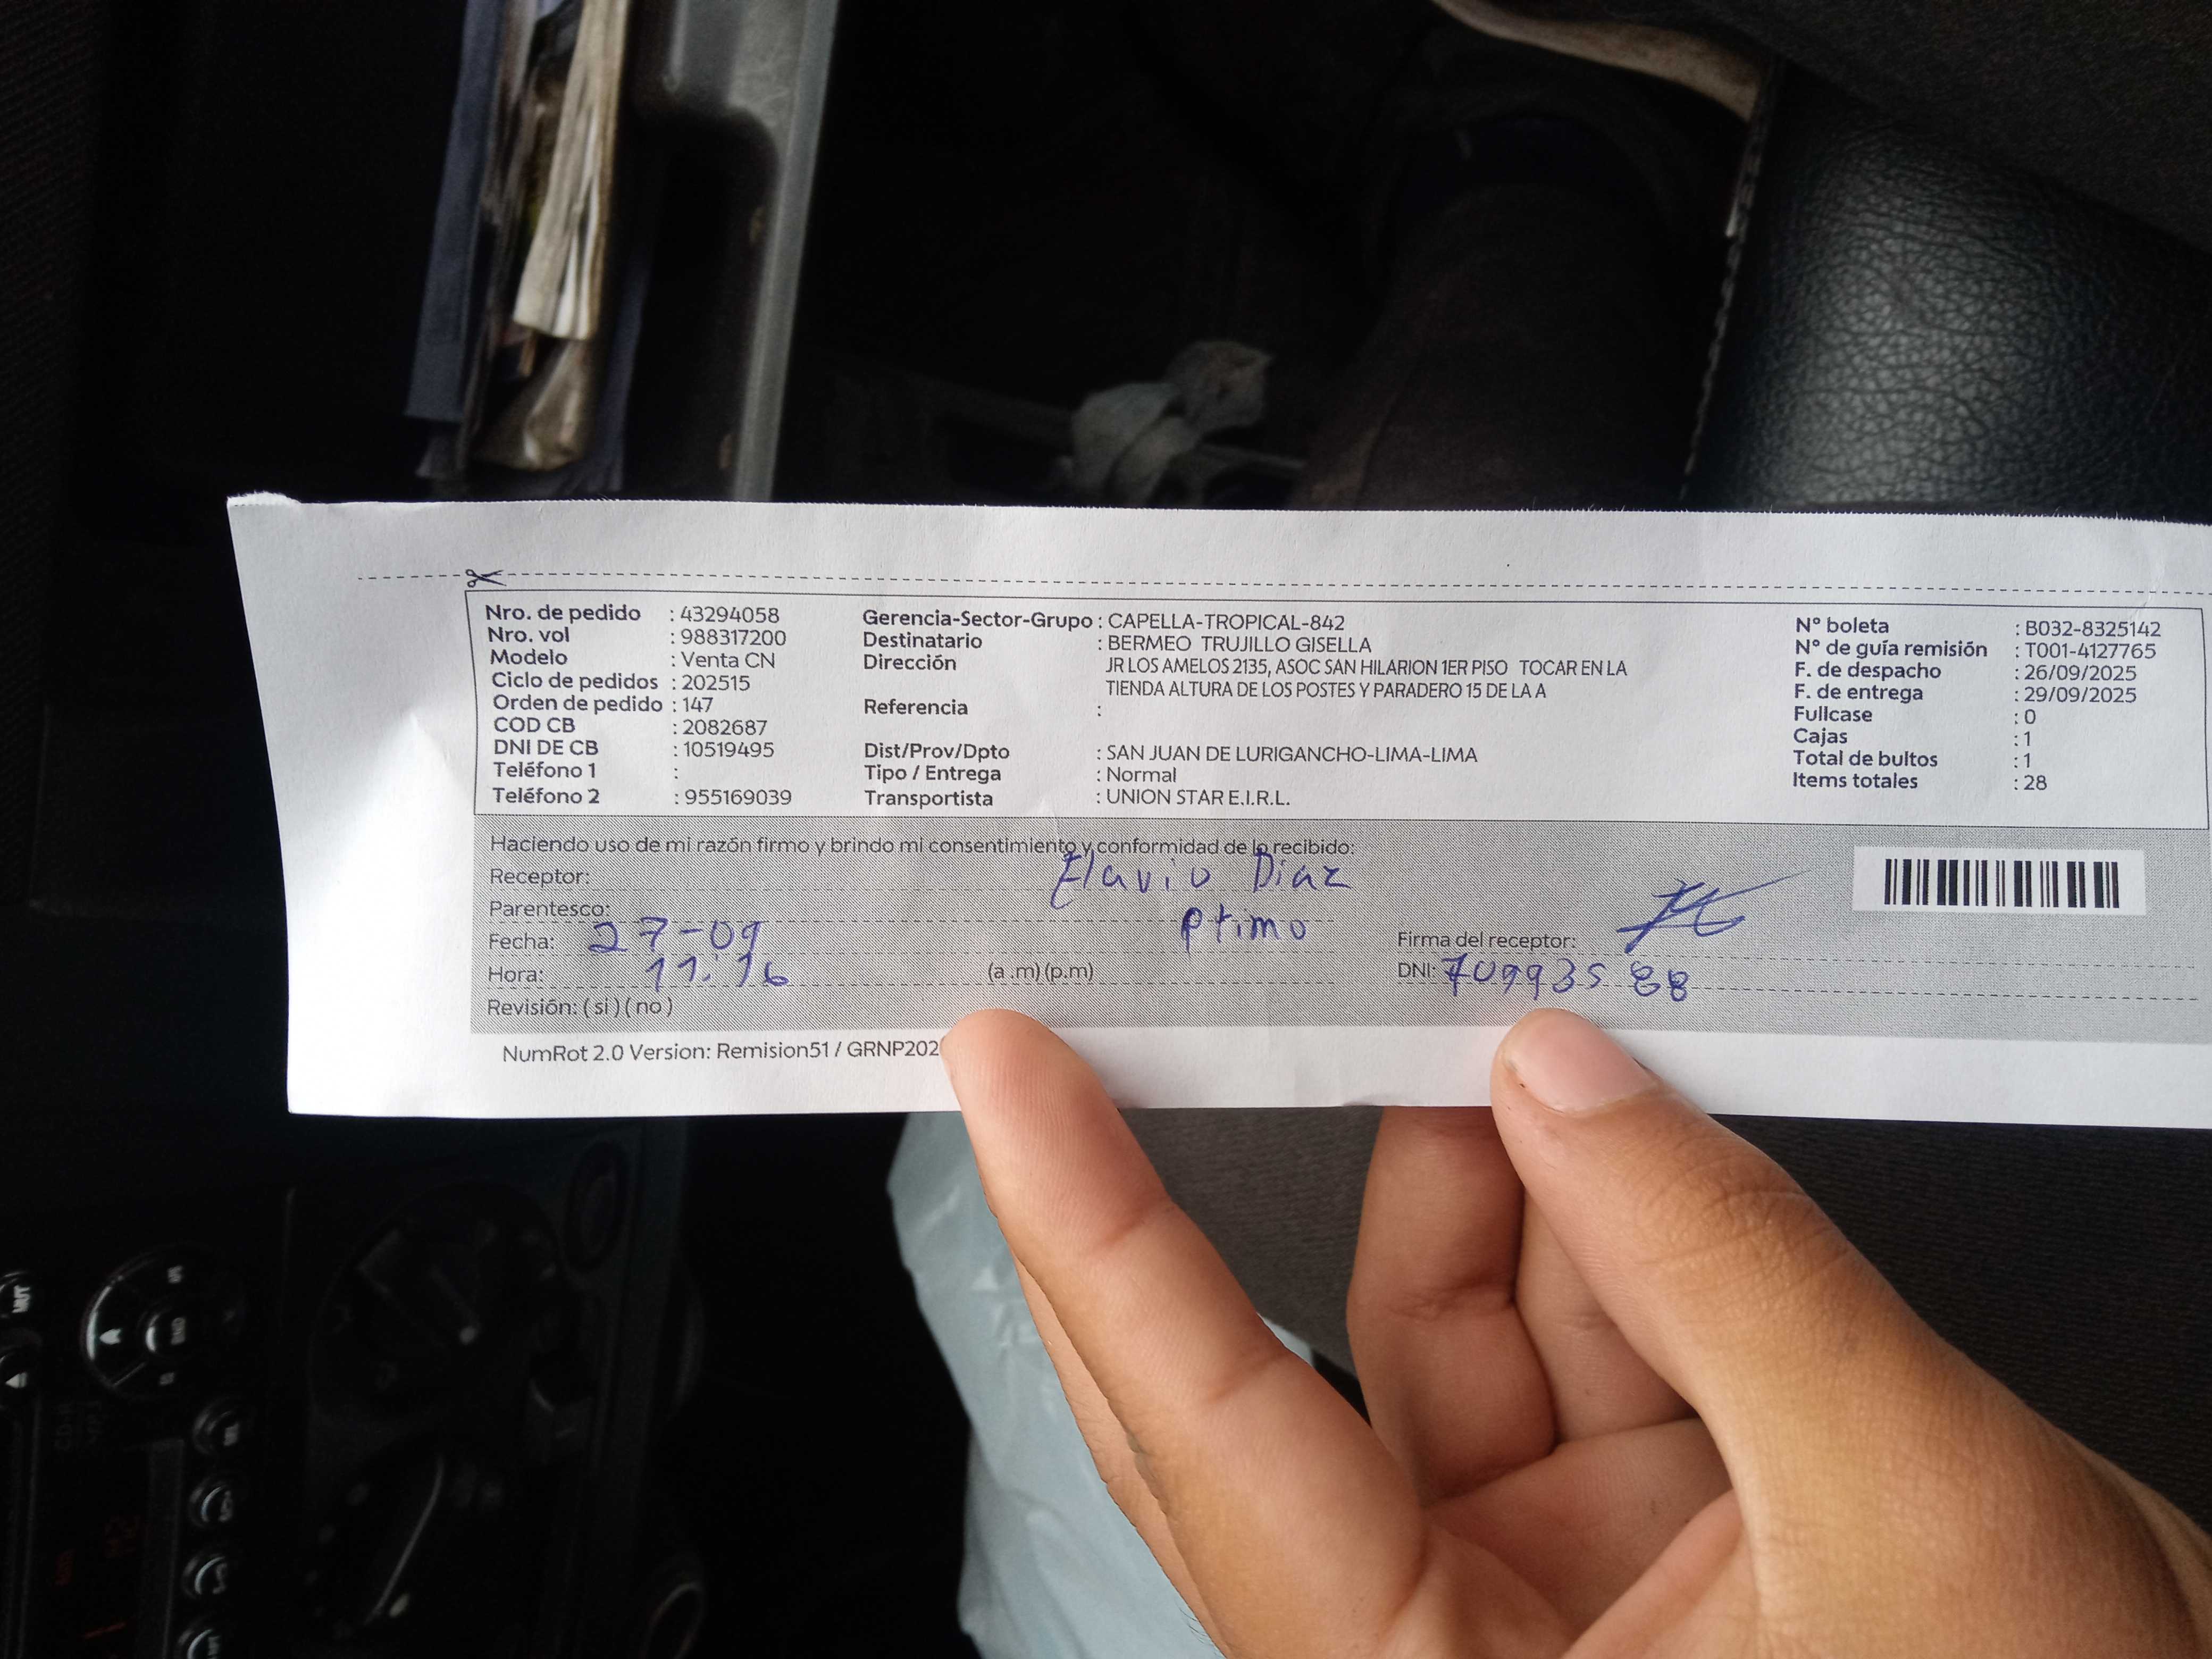 Nro. de pedido : 43294058
Nro. vol : 988317200
Modelo : Venta CN
Ciclo de pedidos : 202515
Orden de pedido : 147
COD CB : 2082687
DNI DE CB : 10519495
Teléfono 1 :
Teléfono 2 : 955169039
Gerencia-Sector-Grupo : CAPELLA-TROPICAL-842
Destinatario : BERMEO TRUJILLO GISELLA
Dirección JR LOS AMELOS 2135, ASOC SAN HILARION 1ER PISO TOCAR EN LA
TIENDA ALTURA DE LOS POSTES Y PARADERO 15 DE LA A
Referencia :
Dist/Prov/Dpto : SAN JUAN DE LURIGANCHO-LIMA-LIMA
Tipo / Entrega : Normal
Transportista : UNION STAR E.I.R.L.
N° boleta : B032-8325142
N° de guía remisión : T001-4127765
F. de despacho : 26/09/2025
F. de entrega : 29/09/2025
Fullcase : 0
Cajas : 1
Total de bultos : 1
Items totales : 28
Haciendo uso de mi razón firmo y brindo mi consentimiento y conformidad de lo recibido:
Receptor: Flavio Diaz
Parentesco: Primo
Fecha: 27-09
Hora: 11:16 (a .m) (p.m)
Revisión: ( si ) ( no )
Firma del receptor:
DNI: 70993588
NumRot 2.0 Version: Remision51 / GRNP202